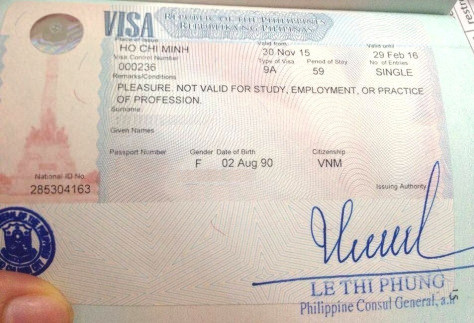 VISA
REPUBLIC OF THE PHILIPPINES
REPUBLIKA NG PILIPINAS
Place of Issue Valid from Valid until
HO CHI MINH 20 Nov 15 29 Feb 16
Visa Control Number Type of Visa Period of Stay No. of Entries
000236 9A 59 SINGLE
Remarks/Conditions
PLEASURE. NOT VALID FOR STUDY, EMPLOYMENT, OR PRACTICE
OF PROFESSION.
Surname
Given Names
Passport Number Gender Date of Birth Citizenship
F 02 Aug 90 VNM
National ID No.
285304163
Issuing Authority
LE THI PHUNG
Philippine Consul General, a.h